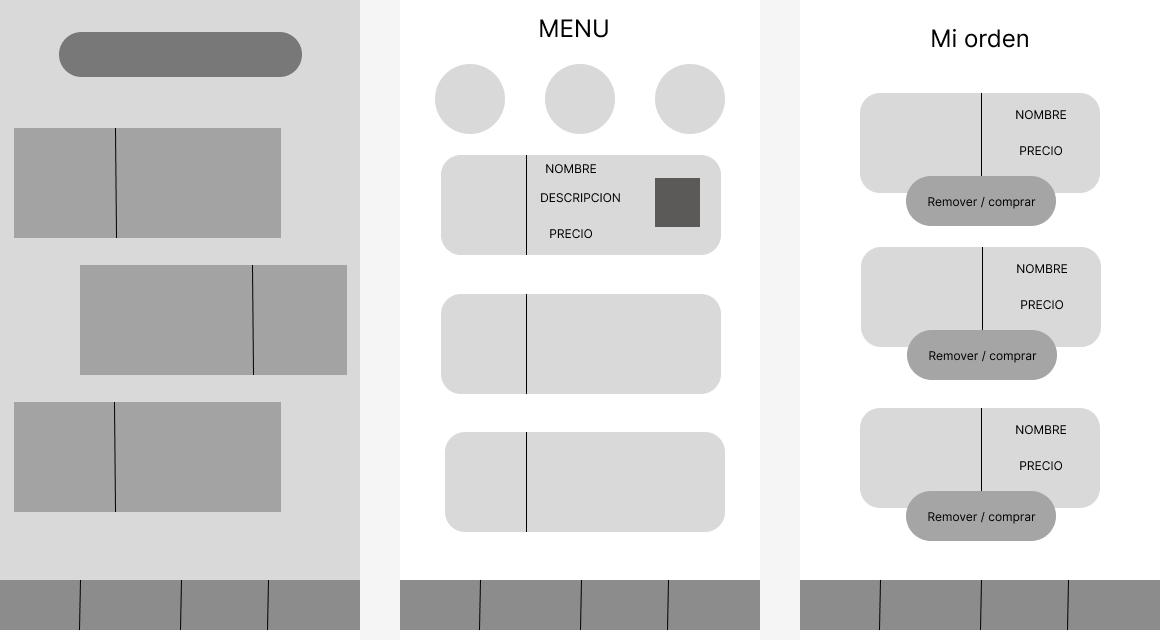 MENU
NOMBRE
DESCRIPCION
PRECIO
Mi orden
NOMBRE
PRECIO
Remover / comprar
NOMBRE
PRECIO
Remover / comprar
NOMBRE
PRECIO
Remover / comprar